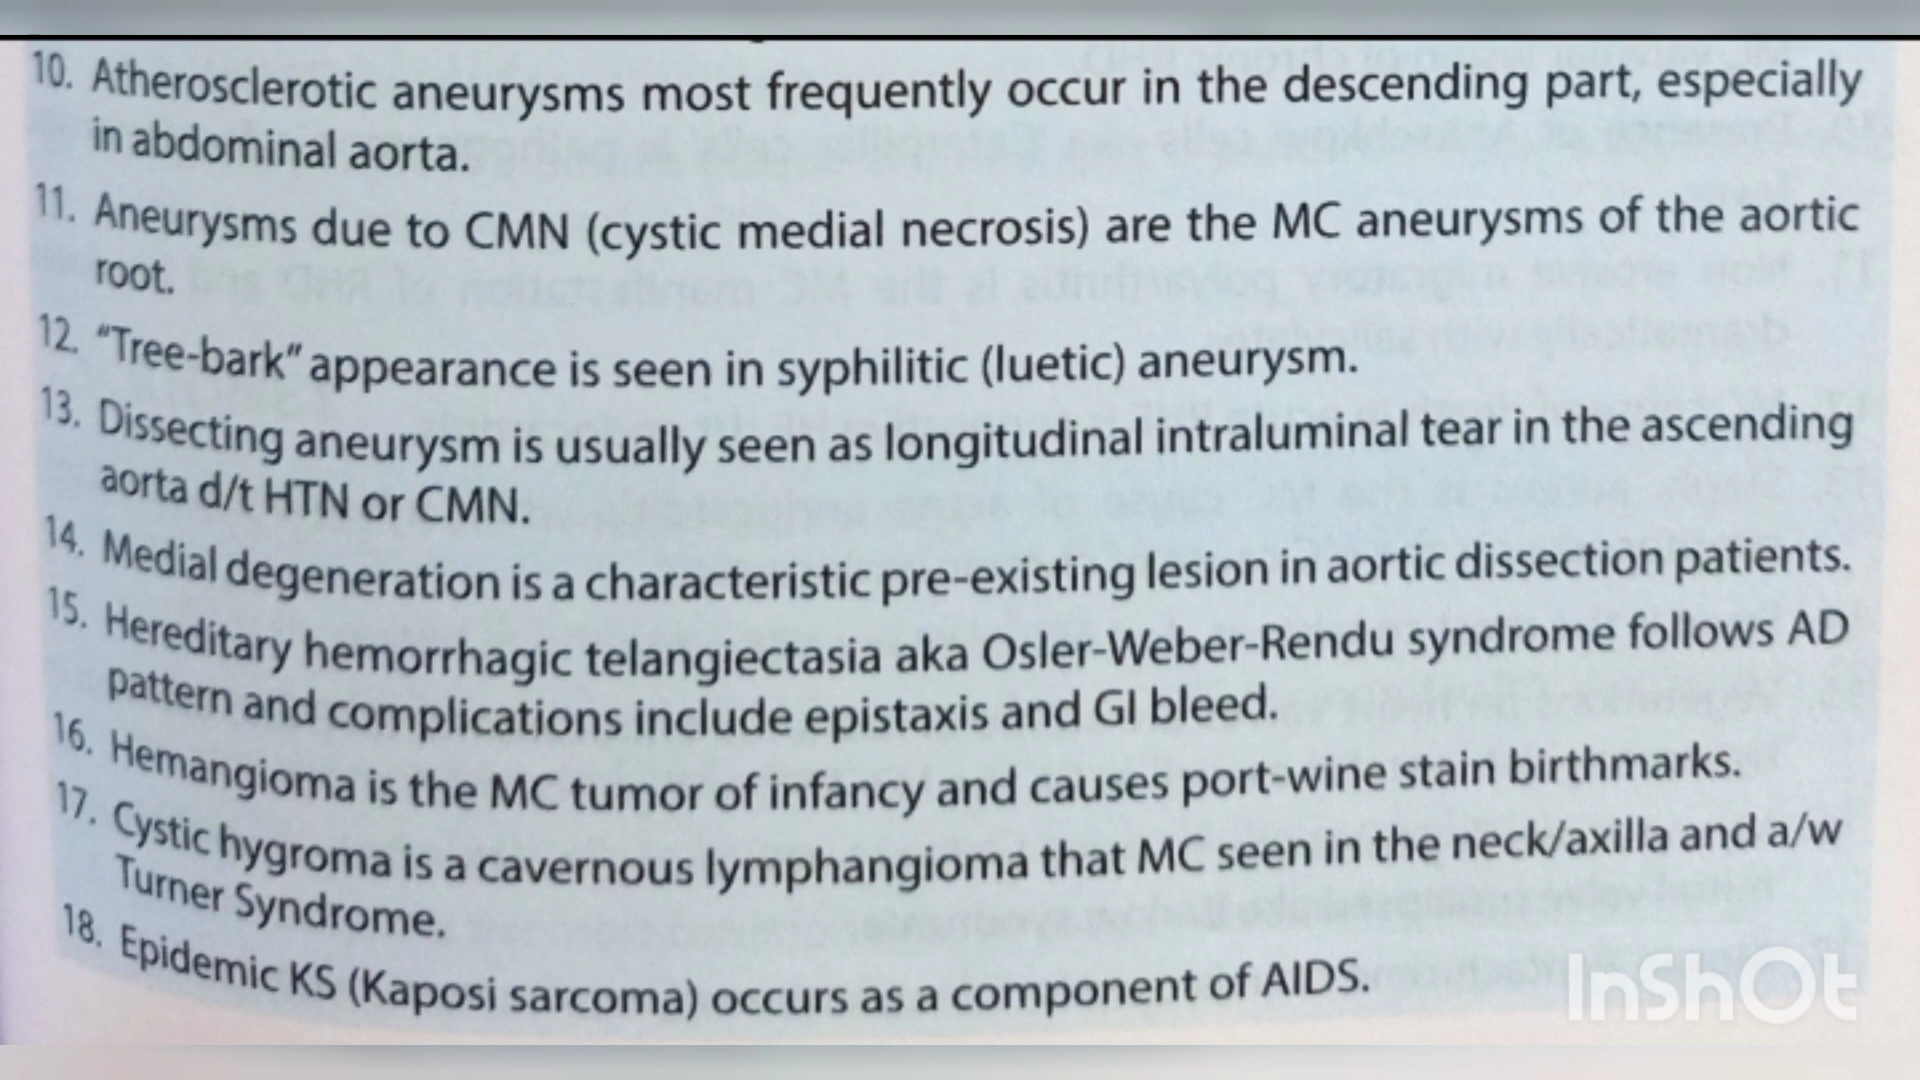 10. Atherosclerotic aneurysms most frequently occur in the descending part, especially
in abdominal aorta.
11. Aneurysms due to CMN (cystic medial necrosis) are the MC aneurysms of the aortic
root.
12. "Tree-bark" appearance is seen in syphilitic (luetic) aneurysm.
13. Dissecting aneurysm is usually seen as longitudinal intraluminal tear in the ascending
aorta d/t HTN or CMN.
14. Medial degeneration is a characteristic pre-existing lesion in aortic dissection patients.
15. Hereditary hemorrhagic telangiectasia aka Osler-Weber-Rendu syndrome follows AD
pattern and complications include epistaxis and GI bleed.
16. Hemangioma is the MC tumor of infancy and causes port-wine stain birthmarks.
17. Cystic hygroma is a cavernous lymphangioma that MC seen in the neck/axilla and a/w
Turner Syndrome.
18. Epidemic KS (Kaposi sarcoma) occurs as a component of AIDS.
InShOt